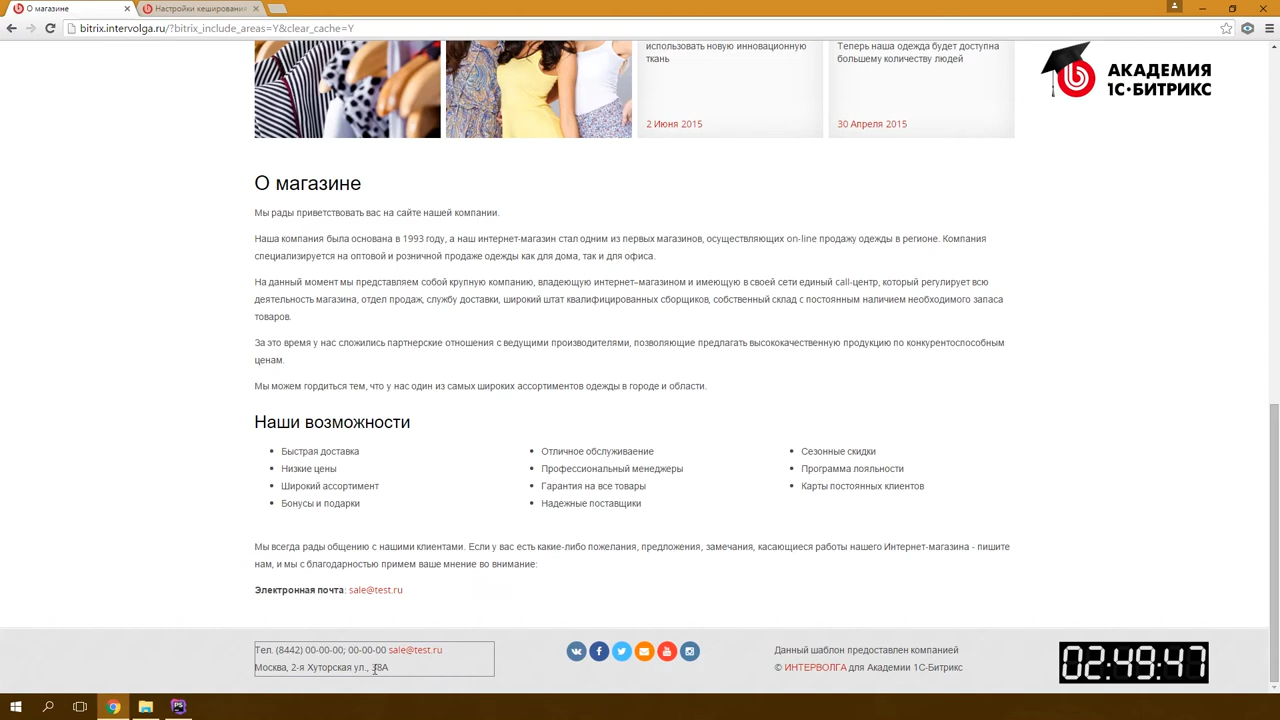 О магазине
Настройки кеширования
bitrix.intervolga.ru/?bitrix_include_areas=Y&clear_cache=Y
использовать новую инновационную
ткань
2 Июня 2015
Теперь наша одежда будет доступна
большему количеству людей
30 Апреля 2015
АКАДЕМИЯ
1С·БИТРИКС
О магазине
Мы рады приветствовать вас на сайте нашей компании.
Наша компания была основана в 1993 году, а наш интернет-магазин стал одним из первых магазинов, осуществляющих on-line продажу одежды в регионе. Компания
специализируется на оптовой и розничной продаже одежды как для дома, так и для офиса.
На данный момент мы представляем собой крупную компанию, владеющую интернет–магазином и имеющую в своей сети единый call-центр, который регулирует всю
деятельность магазина, отдел продаж, службу доставки, широкий штат квалифицированных сборщиков, собственный склад с постоянным наличием необходимого запаса
товаров.
За это время у нас сложились партнерские отношения с ведущими производителями, позволяющие предлагать высококачественную продукцию по конкурентоспособным
ценам.
Мы можем гордиться тем, что у нас один из самых широких ассортиментов одежды в городе и области.
Наши возможности
Быстрая доставка
Низкие цены
Широкий ассортимент
Бонусы и подарки
Отличное обслуживаение
Профессиональный менеджеры
Гарантия на все товары
Надежные поставщики
Сезонные скидки
Программа лояльности
Карты постоянных клиентов
Мы всегда рады общению с нашими клиентами. Если у вас есть какие-либо пожелания, предложения, замечания, касающиеся работы нашего Интернет-магазина - пишите
нам, и мы с благодарностью примем ваше мнение во внимание:
Электронная почта: sale@test.ru
Тел. (8442) 00-00-00; 00-00-00 sale@test.ru
Москва, 2-я Хуторская ул., 38А
Данный шаблон предоставлен компанией
© ИНТЕРВОЛГА для Академии 1С-Битрикс
02:49:47